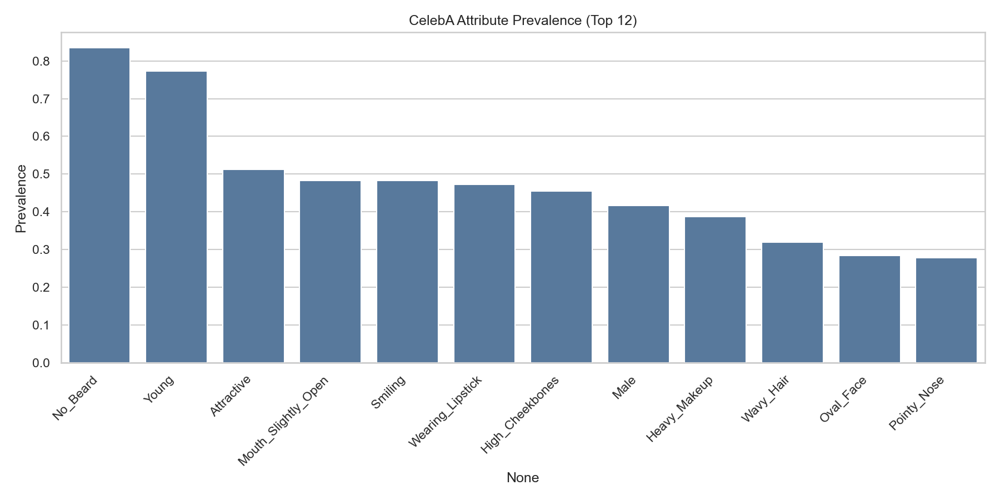 CelebA Attribute Prevalence (Top 12)
Prevalence
0.8
0.7
0.6
0.5
0.4
0.3
0.2
0.1
0.0
No_Beard
Young
Attractive
Mouth_Slightly_Open
Smiling
Wearing_Lipstick
High_Cheekbones
Male
Heavy_Makeup
Wavy_Hair
Oval_Face
Pointy_Nose
None